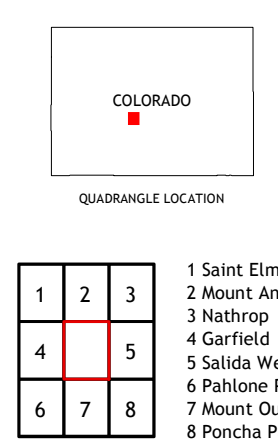 COLORADO
QUADRANGLE LOCATION
1 2 3
4 5
6 7 8
1 Saint Elm
2 Mount An
3 Nathrop
4 Garfield
5 Salida We
6 Pahlone P
7 Mount Ou
8 Poncha P